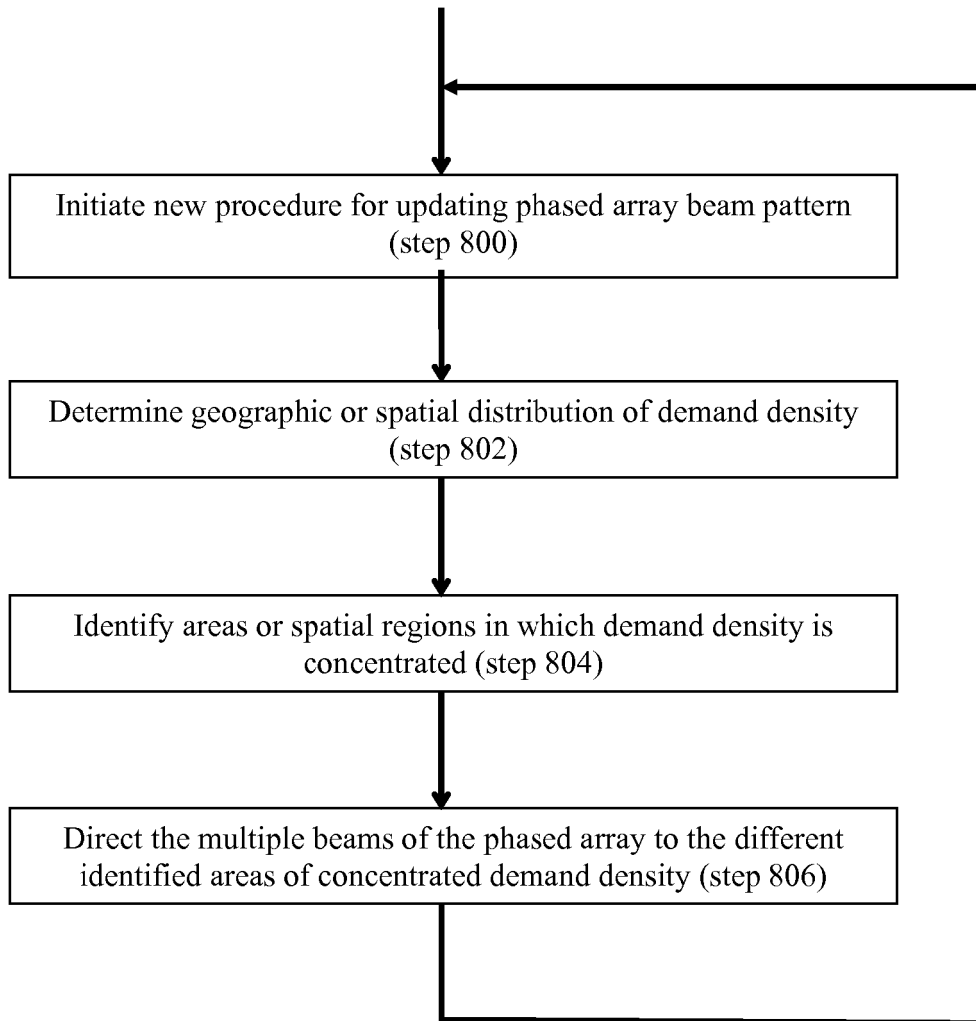 Initiate new procedure for updating phased array beam pattern
(step 800)
Determine geographic or spatial distribution of demand density
(step 802)
Identify areas or spatial regions in which demand density is
concentrated (step 804)
Direct the multiple beams of the phased array to the different
identified areas of concentrated demand density (step 806)